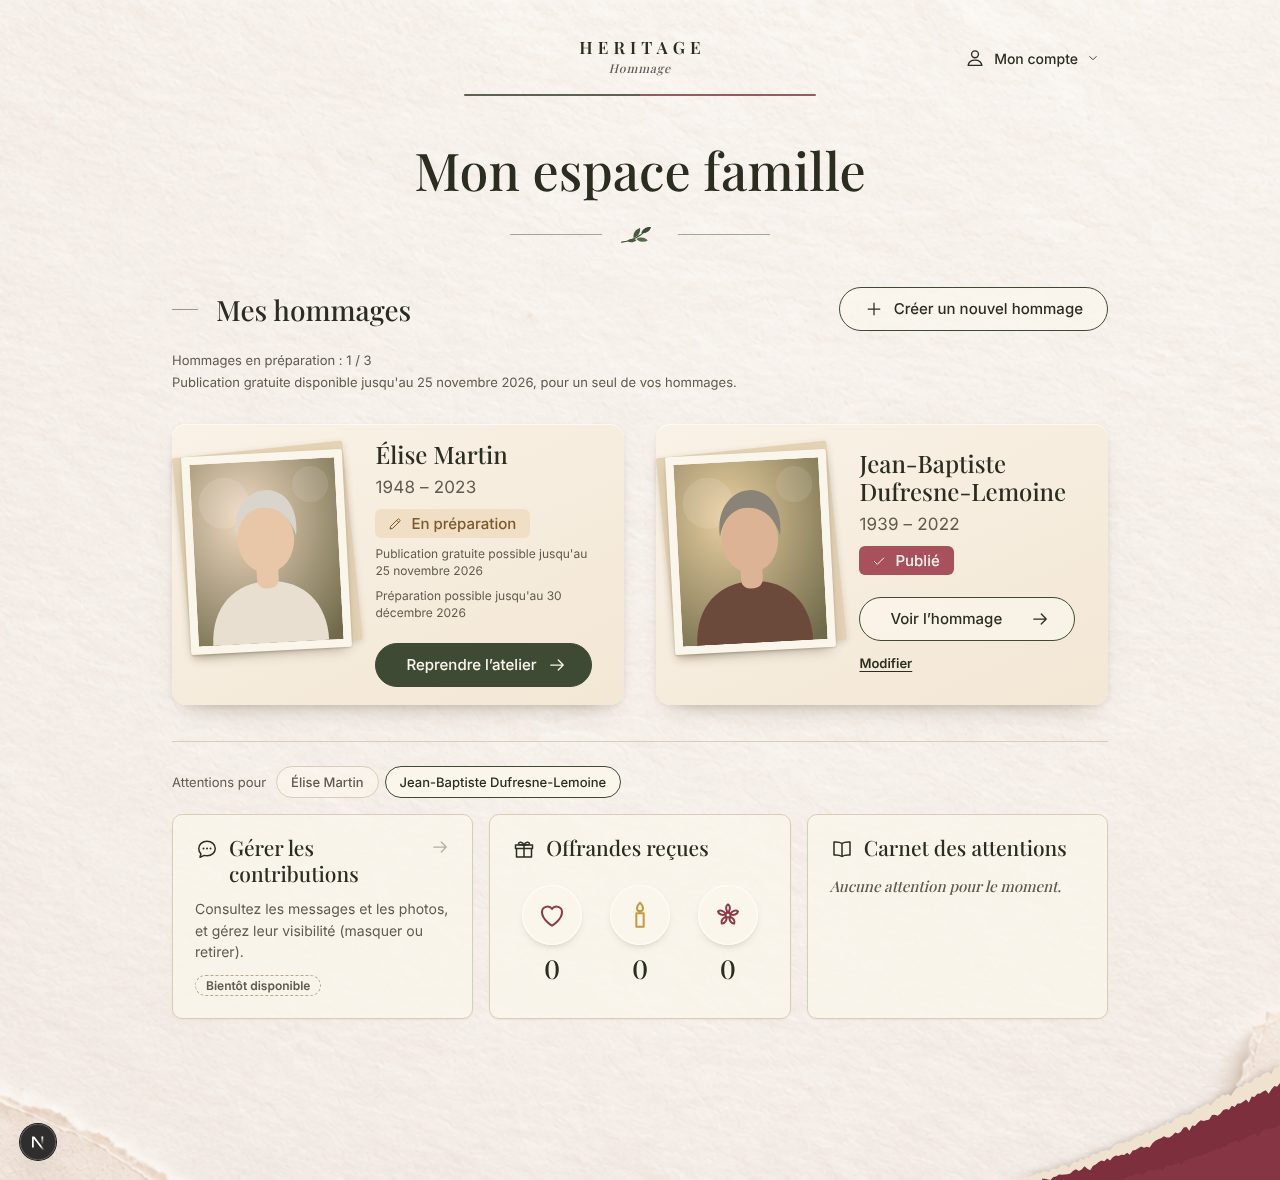 HERITAGE
Hommage
Mon compte
Mon espace famille
Mes hommages
Créer un nouvel hommage
Hommages en préparation : 1 / 3
Publication gratuite disponible jusqu'au 25 novembre 2026, pour un seul de vos hommages.
Élise Martin
1948 – 2023
En préparation
Publication gratuite possible jusqu'au
25 novembre 2026
Préparation possible jusqu'au 30
décembre 2026
Reprendre l’atelier
Jean-Baptiste
Dufresne-Lemoine
1939 – 2022
Publié
Voir l’hommage
Modifier
Attentions pour
Élise Martin
Jean-Baptiste Dufresne-Lemoine
Gérer les
contributions
Consultez les messages et les photos,
et gérez leur visibilité (masquer ou
retirer).
Bientôt disponible
Offrandes reçues
0
0
0
Carnet des attentions
Aucune attention pour le moment.
N